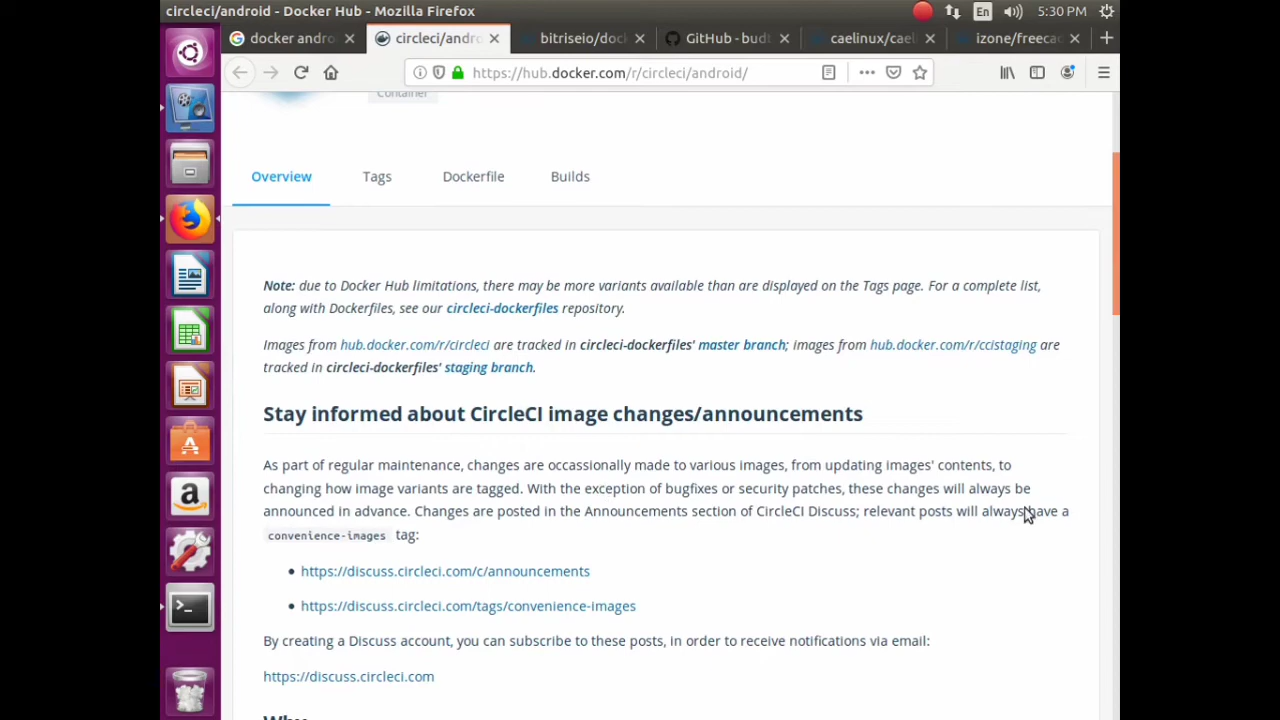 circleci/android - Docker Hub - Mozilla Firefox
En
5:30 PM
docker andro
circleci/andro
bitriseio/dock
GitHub - budt
caelinux/cael
izone/freecad
https://hub.docker.com/r/circleci/android/
Container
Overview
Tags
Dockerfile
Builds
Note: due to Docker Hub limitations, there may be more variants available than are displayed on the Tags page. For a complete list,
along with Dockerfiles, see our circleci-dockerfiles repository.
Images from hub.docker.com/r/circleci are tracked in circleci-dockerfiles' master branch; images from hub.docker.com/r/ccistaging are
tracked in circleci-dockerfiles' staging branch.
Stay informed about CircleCI image changes/announcements
As part of regular maintenance, changes are occassionally made to various images, from updating images' contents, to
changing how image variants are tagged. With the exception of bugfixes or security patches, these changes will always be
announced in advance. Changes are posted in the Announcements section of CircleCI Discuss; relevant posts will always have a
convenience-images tag:
https://discuss.circleci.com/c/announcements
https://discuss.circleci.com/tags/convenience-images
By creating a Discuss account, you can subscribe to these posts, in order to receive notifications via email:
https://discuss.circleci.com